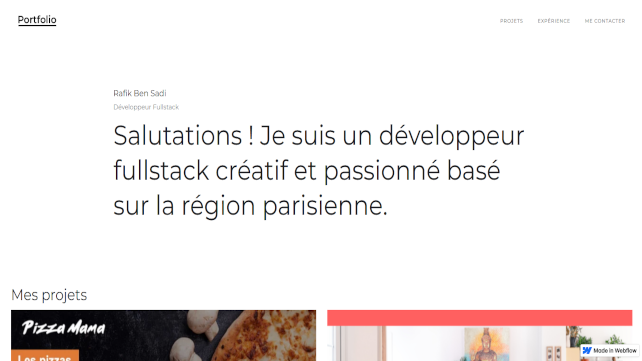 Portfolio
PROJETS
EXPÉRIENCE
ME CONTACTER
Rafik Ben Sadi
Développeur Fullstack
Salutations ! Je suis un développeur
fullstack créatif et passionné basé
sur la région parisienne.
Mes projets
Pizza Mama
Les pizzas
Made in Webflow